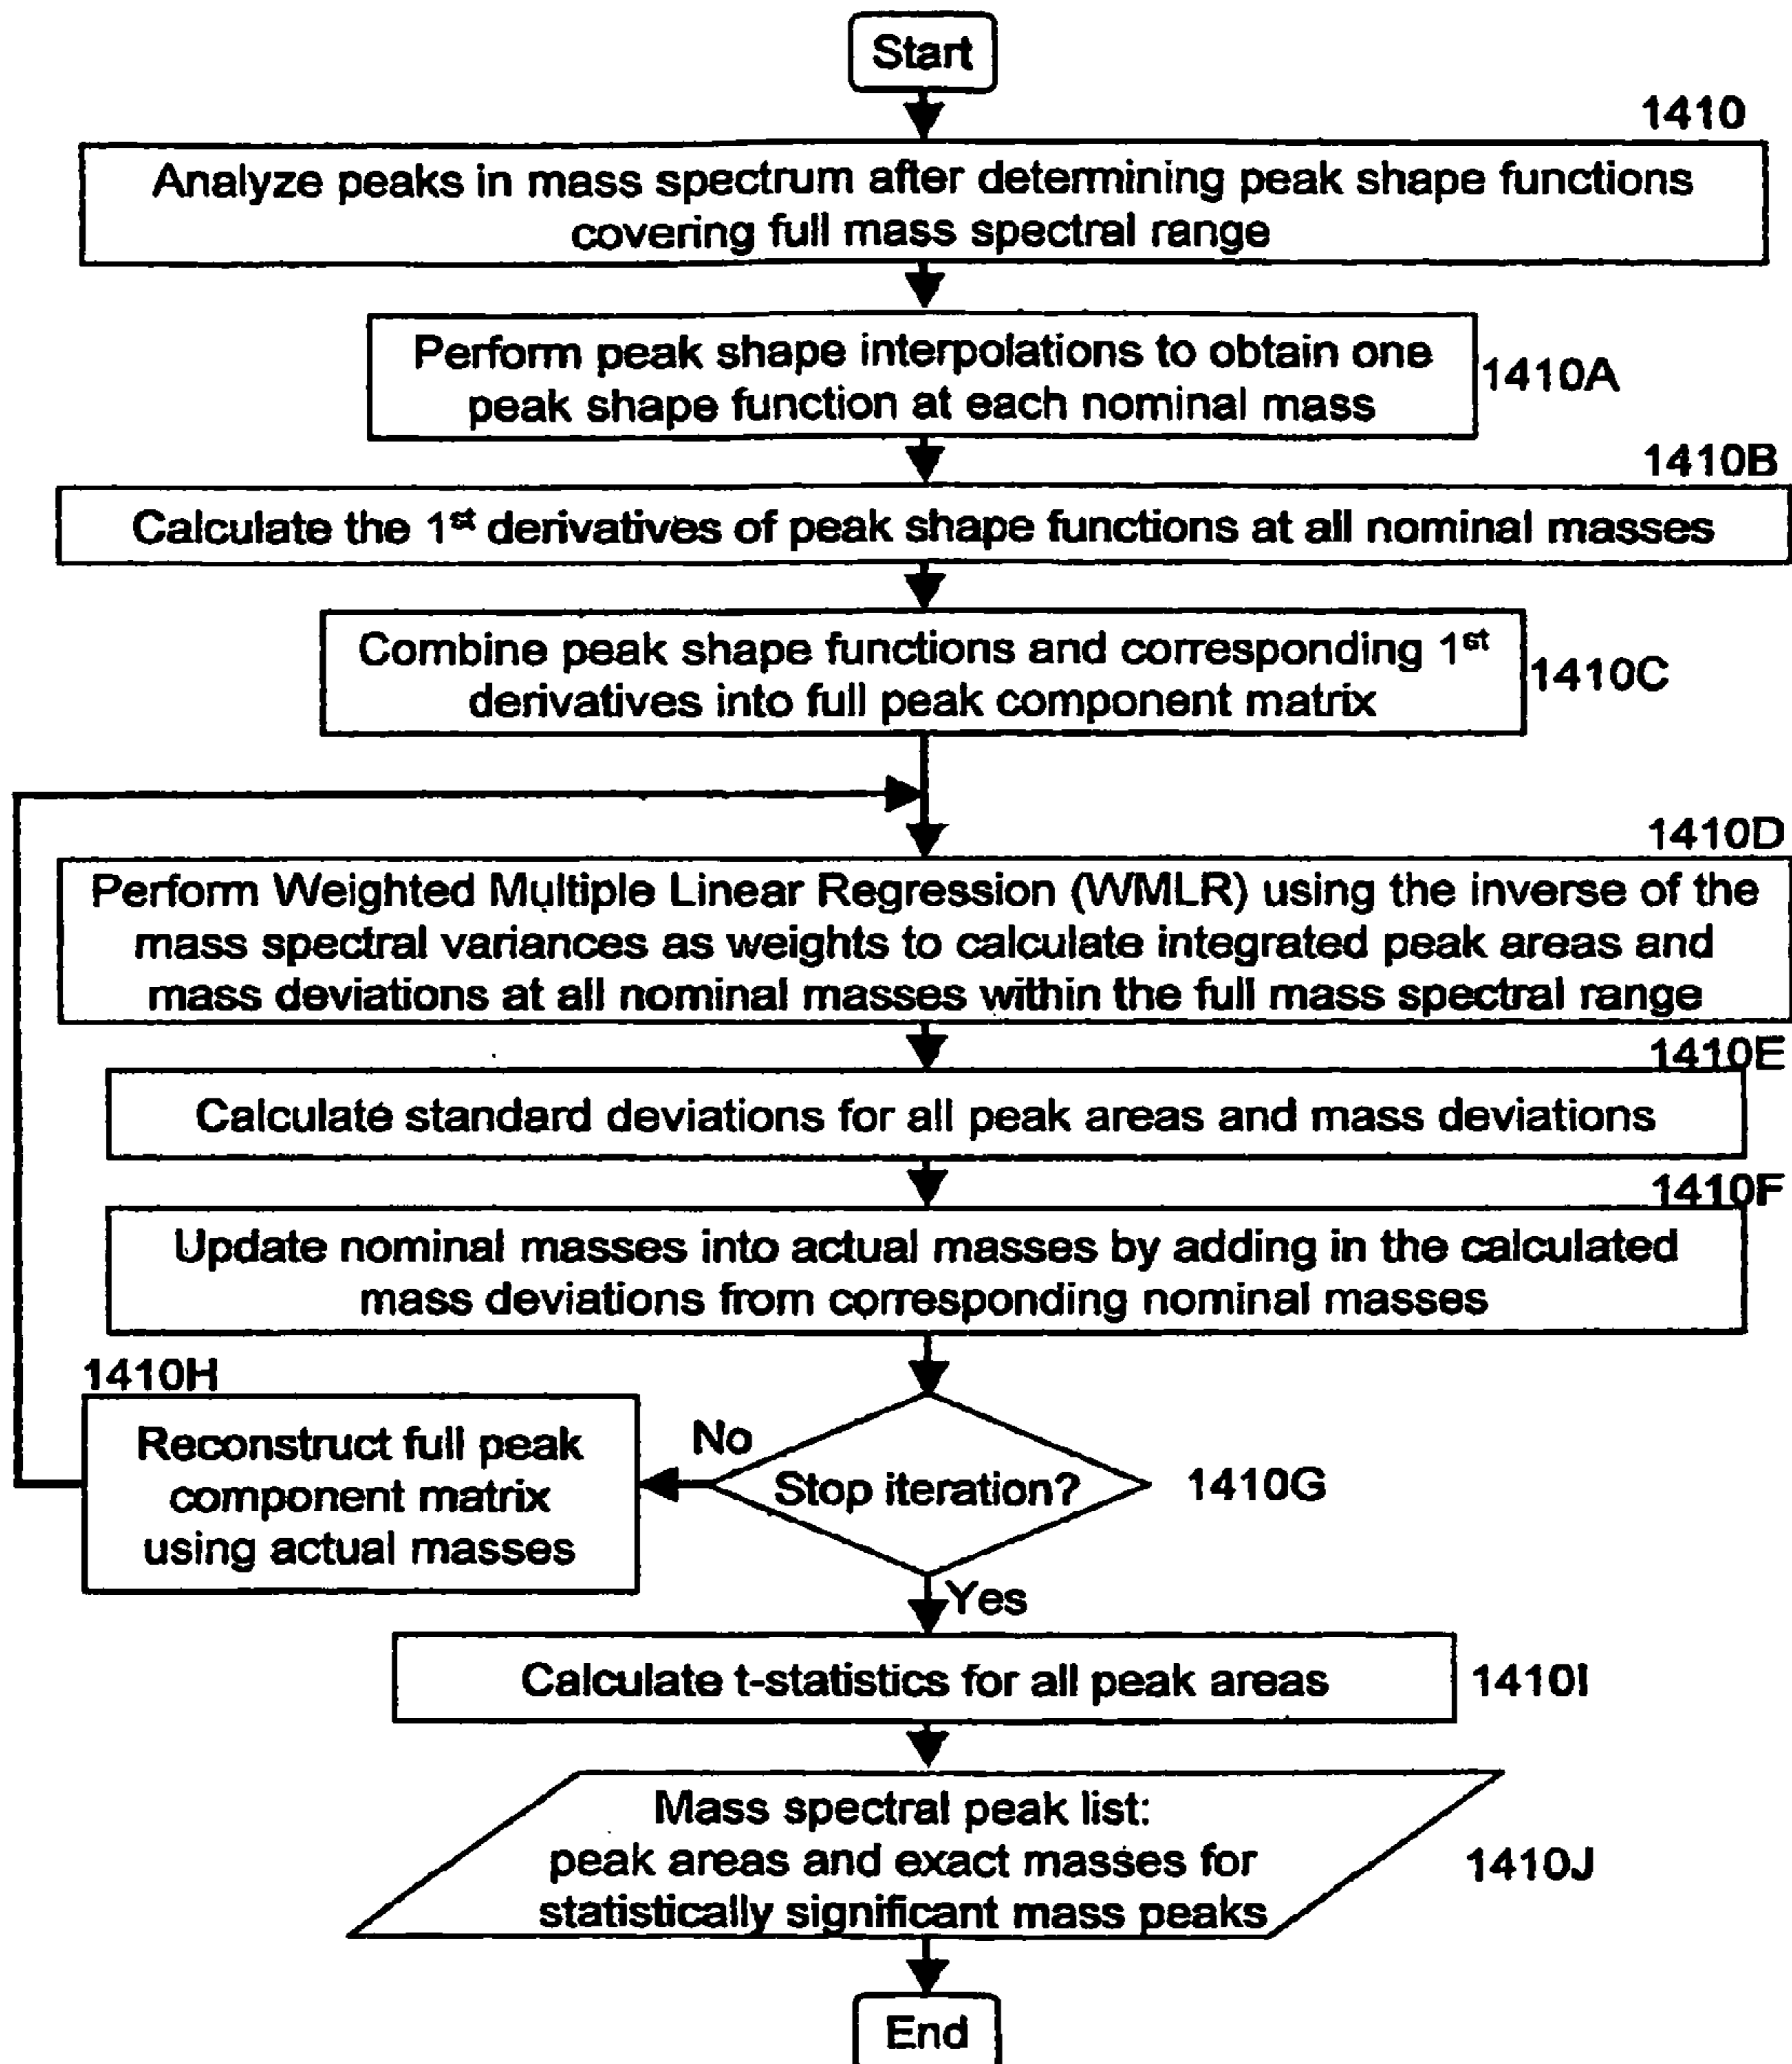 Start
1410
Analyze peaks in mass spectrum after determining peak shape functions
covering full mass spectral range
Perform peak shape interpolations to obtain one
peak shape function at each nominal mass
1410A
1410B
Calculate the 1st derivatives of peak shape functions at all nominal masses
Combine peak shape functions and corresponding 1st
derivatives into full peak component matrix
1410C
1410D
Perform Weighted Multiple Linear Regression (WMLR) using the inverse of the
mass spectral variances as weights to calculate integrated peak areas and
mass deviations at all nominal masses within the full mass spectral range
1410E
Calculate standard deviations for all peak areas and mass deviations
1410F
Update nominal masses into actual masses by adding in the calculated
mass deviations from corresponding nominal masses
1410H
Reconstruct full peak
component matrix
using actual masses
No
Stop iteration?
1410G
Yes
Calculate t-statistics for all peak areas
1410I
Mass spectral peak list:
peak areas and exact masses for
statistically significant mass peaks
1410J
End